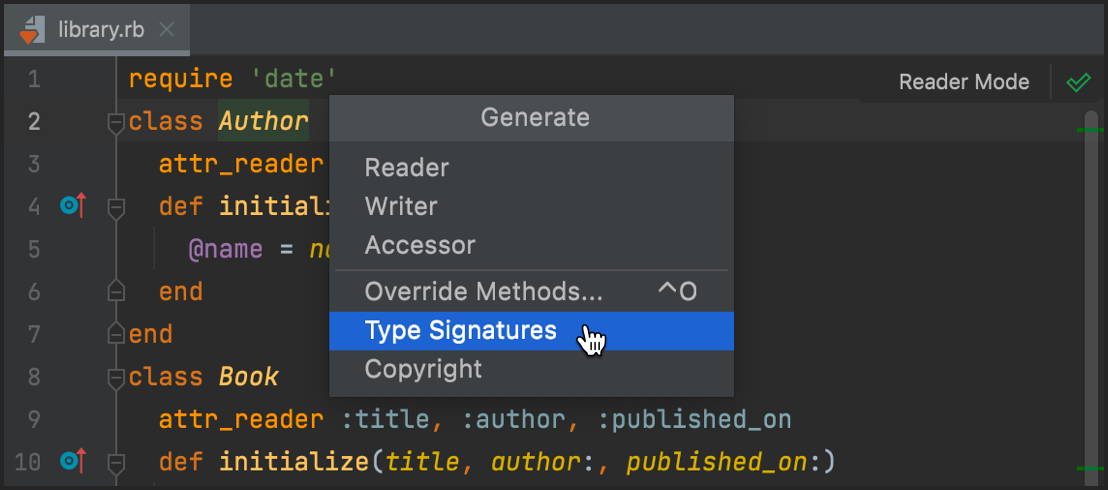 library.rb
Reader Mode
1 require 'date'
2 class Author
3 attr_reader
4 def initiali
5 @name = n
6 end
7 end
8 class Book
9 attr_reader :title, :author, :published_on
10 def initialize(title, author:, published_on:)
Generate
Reader
Writer
Accessor
Override Methods... ^O
Type Signatures
Copyright